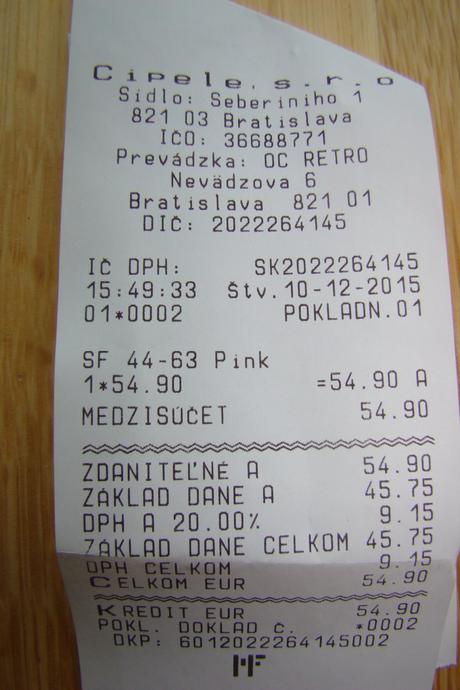 Cipele, s.r.o
Sídlo: Seberíniho 1
821 03 Bratislava
IČO: 36688771
Prevádzka: OC RETRO
Nevädzova 6
Bratislava 821 01
DIČ: 2022264145
IČ DPH: SK2022264145
15:49:33 Štv.10-12-2015
01*0002 POKLADN.01
SF 44-63 Pink
1*54.90 =54.90 A
MEDZISÚČET 54.90
ZDANITEĽNÉ A 54.90
ZÁKLAD DANE A 45.75
DPH A 20.00% 9.15
ZÁKLAD DANE CELKOM 45.75
DPH CELKOM 9.15
CELKOM EUR 54.90
KREDIT EUR 54.90
POKL. DOKLAD Č. *0002
DKP: 6012022264145002
MF